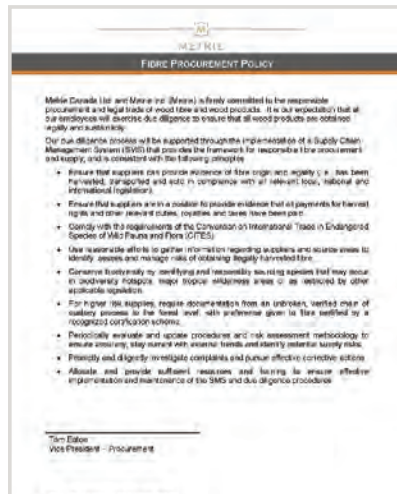 M
METRIE
FIBRE PROCUREMENT POLICY
Metrie Canada Ltd. and Metrie Inc. (Metrie) is firmly committed to the responsible
procurement and legal trade of wood fibre and wood products. It is our expectation that all
our employees will exercise due diligence to ensure that all wood products are obtained
legally and sustainably.
Our due diligence process will be supported through the implementation of a Supply Chain
Management System (SMS) that provides the framework for responsible fibre procurement
and supply, and is consistent with the following principles
• Ensure that suppliers can provide evidence of fibre origin and legality (i.e. has been
harvested, transported and sold in compliance with all relevant local, national and
international legislation).
• Ensure that suppliers are in a position to provide evidence that all payments for harvest
rights and other relevant duties, royalties and taxes have been paid.
• Comply with the requirements of the Convention on International Trade in Endangered
Species of Wild Fauna and Flora (CITES)
• Use reasonable efforts to gather information regarding suppliers and source areas to
identify, assess and manage risks of obtaining illegally harvested fibre.
• Conserve biodiversity by identifying and responsibly sourcing species that may occur
in biodiversity hotspots, major tropical wilderness areas or as restricted by other
applicable legislation.
• For higher risk supplies, require documentation from an unbroken, verified chain of
custody process to the forest level, with preference given to fibre certified by a
recognized certification scheme.
• Periodically evaluate and update procedures and risk assessment methodology to
ensure accuracy, stay current with external trends and identify potential supply risks.
• Promptly and diligently investigate complaints and pursue effective corrective actions
• Allocate and provide sufficient resources and training to ensure effective
implementation and maintenance of the SMS and due diligence procedures
Vice President – Procurement